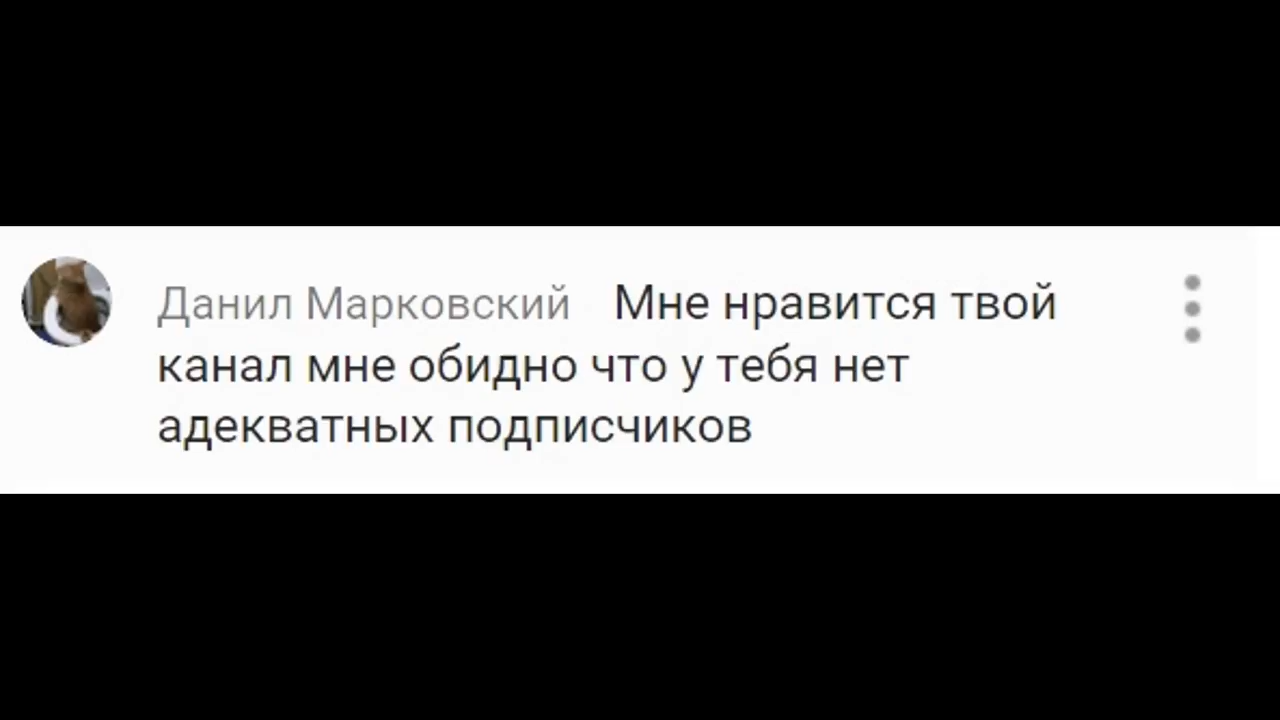 Данил Марковский Мне нравится твой
канал мне обидно что у тебя нет
адекватных подписчиков